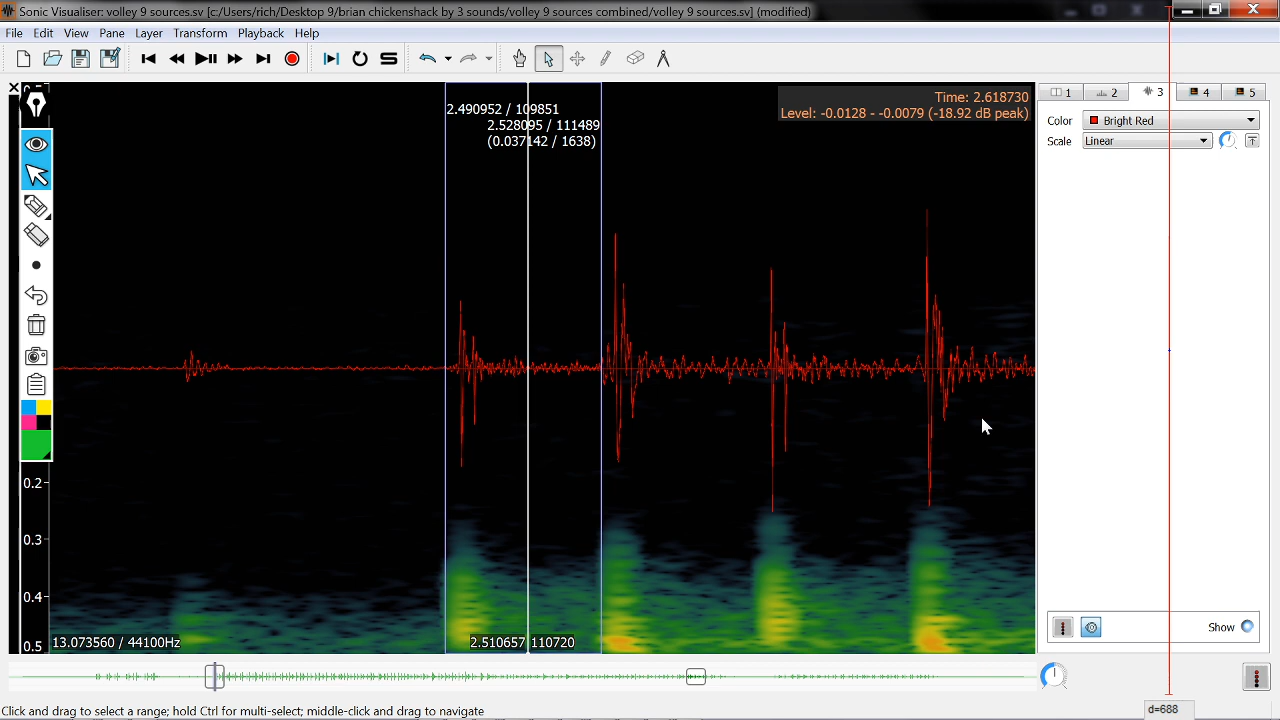 Sonic Visualiser: volley 9 sources.sv [c:/Users/rich/Desktop 9/brian chickenshack by 3 sounds/volley 9 sources combined/volley 9 sources.sv] (modified)
File Edit View Pane Layer Transform Playback Help
1 2 3 4 5
2.490952 / 109851
2.528095 / 111489
(0.037142 / 1638)
Time: 2.618730
Level: -0.0128 - -0.0079 (-18.92 dB peak)
Color Bright Red
Scale Linear
0.2
0.3
0.4
0.5
13.073560 / 44100Hz
2.510657 110720
Show
Click and drag to select a range; hold Ctrl for multi-select; middle-click and drag to navigate
d=688